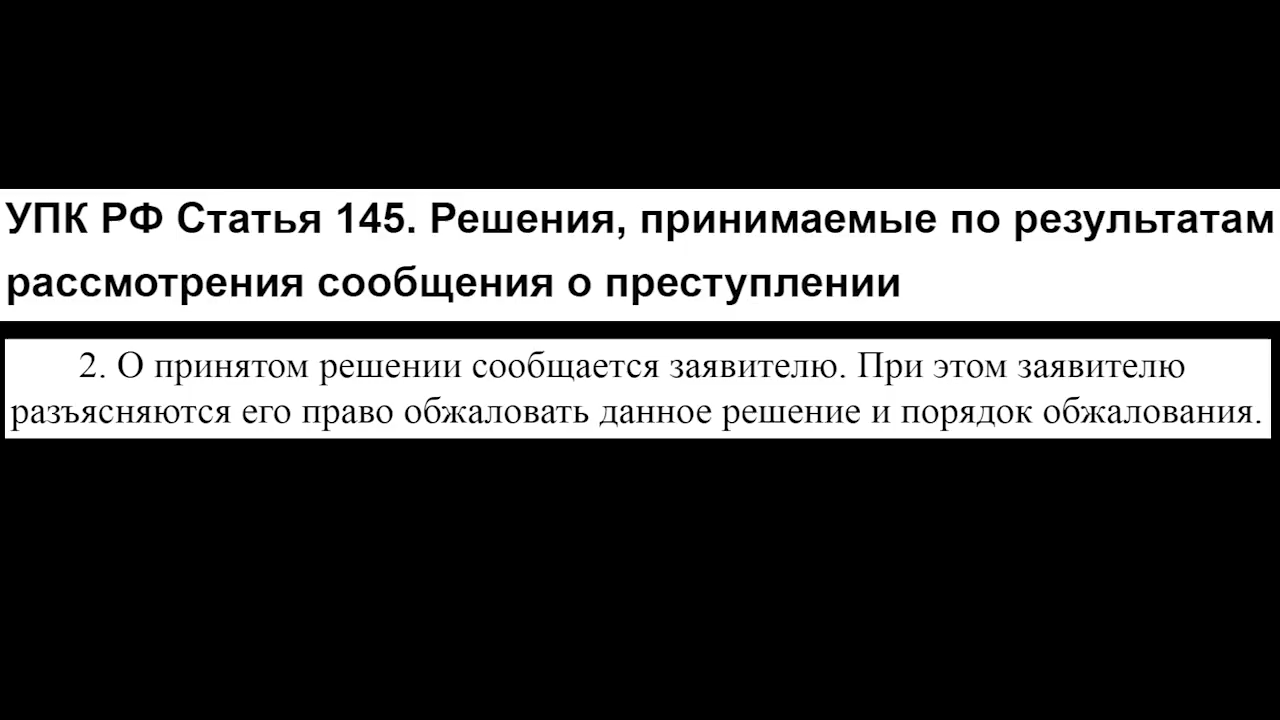 УПК РФ Статья 145. Решения, принимаемые по результатам
рассмотрения сообщения о преступлении
2. О принятом решении сообщается заявителю. При этом заявителю
разъясняются его право обжаловать данное решение и порядок обжалования.